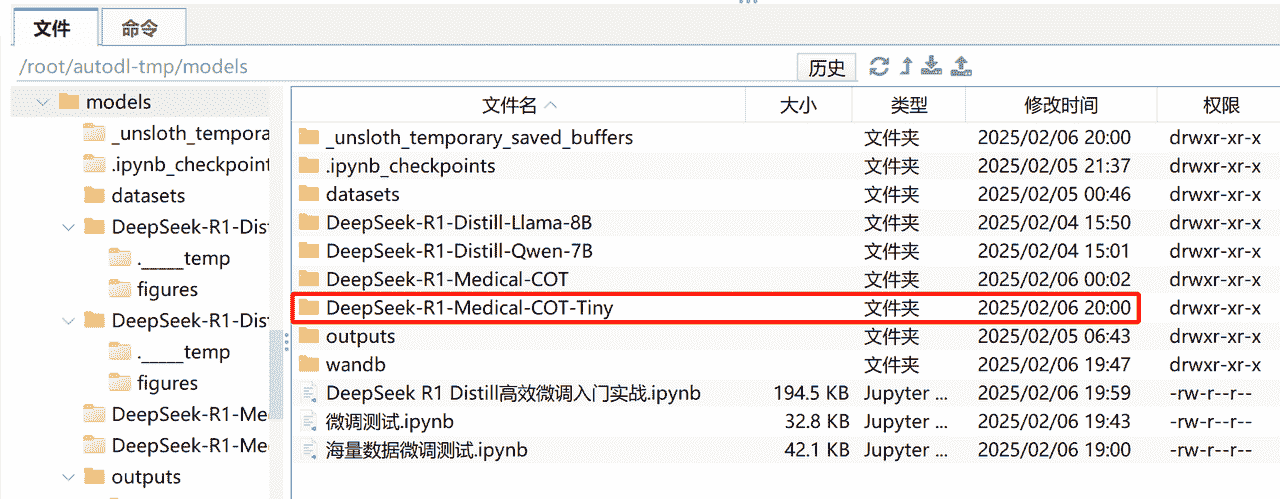 文件 命令
/root/autodl-tmp/models 历史
models
_unsloth_tempora
.ipynb_checkpoint
datasets
DeepSeek-R1-Dist
._____temp
figures
DeepSeek-R1-Dist
._____temp
figures
DeepSeek-R1-Me
DeepSeek-R1-Me
outputs
文件名 大小 类型 修改时间 权限
_unsloth_temporary_saved_buffers 文件夹 2025/02/06 20:00 drwxr-xr-x
.ipynb_checkpoints 文件夹 2025/02/05 21:37 drwxr-xr-x
datasets 文件夹 2025/02/05 00:46 drwxr-xr-x
DeepSeek-R1-Distill-Llama-8B 文件夹 2025/02/04 15:50 drwxr-xr-x
DeepSeek-R1-Distill-Qwen-7B 文件夹 2025/02/04 15:01 drwxr-xr-x
DeepSeek-R1-Medical-COT 文件夹 2025/02/06 00:02 drwxr-xr-x
DeepSeek-R1-Medical-COT-Tiny 文件夹 2025/02/06 20:00 drwxr-xr-x
outputs 文件夹 2025/02/05 06:43 drwxr-xr-x
wandb 文件夹 2025/02/06 19:47 drwxr-xr-x
DeepSeek R1 Distill高效微调入门实战.ipynb 194.5 KB Jupyter ... 2025/02/06 19:59 -rw-r--r--
微调测试.ipynb 32.8 KB Jupyter ... 2025/02/06 19:43 -rw-r--r--
海量数据微调测试.ipynb 42.1 KB Jupyter ... 2025/02/06 19:00 -rw-r--r--